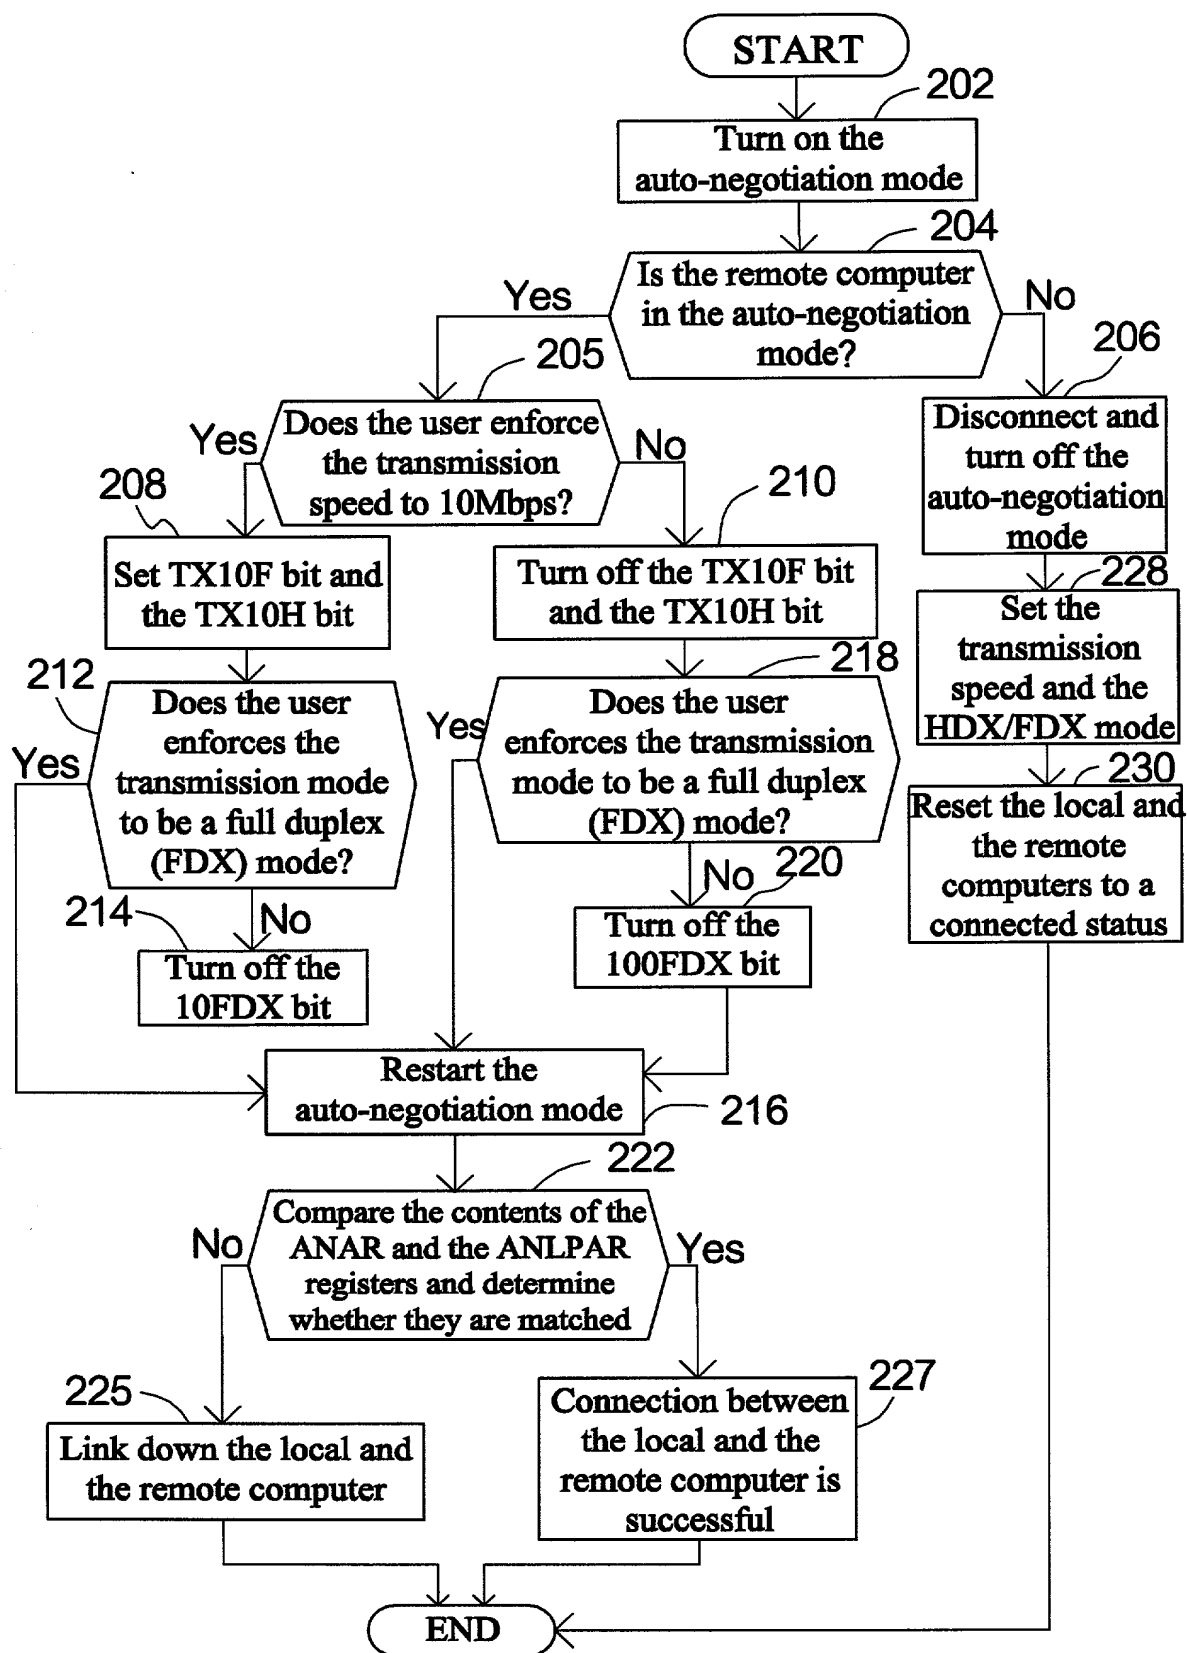 START
202
Turn on the
auto-negotiation mode
204
Is the remote computer
in the auto-negotiation
mode?
Yes
No
205
206
Does the user enforce
the transmission
speed to 10Mbps?
Yes
No
Disconnect and
turn off the
auto-negotiation
mode
208
210
Set TX10F bit and
the TX10H bit
Turn off the TX10F bit
and the TX10H bit
228
Set the
transmission
speed and the
HDX/FDX mode
212
218
Does the user
enforces the
transmission mode
to be a full duplex
(FDX) mode?
Yes
Yes
Does the user
enforces the transmission
mode to be a full duplex
(FDX) mode?
230
Reset the local and
the remote
computers to a
connected status
No
220
214
No
Turn off the
10FDX bit
Turn off the
100FDX bit
Restart the
auto-negotiation mode
216
222
Compare the contents of the
ANAR and the ANLPAR
registers and determine
whether they are matched
No
Yes
225
227
Link down the local and
the remote computer
Connection between
the local and the
remote computer is
successful
END